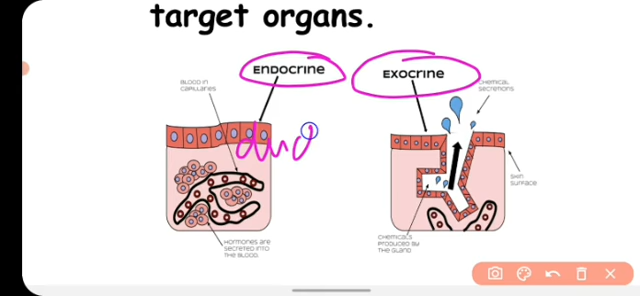 target organs.
ENDOCRINE
EXOCRINE
BLOOD IN
CAPILLARIES
CHEMICAL
SECRETIONS
SKIN
SURFACE
HORMONES ARE
SECRETED INTO
THE BLOOD.
CHEMICALS
PRODUCED BY
THE GLAND